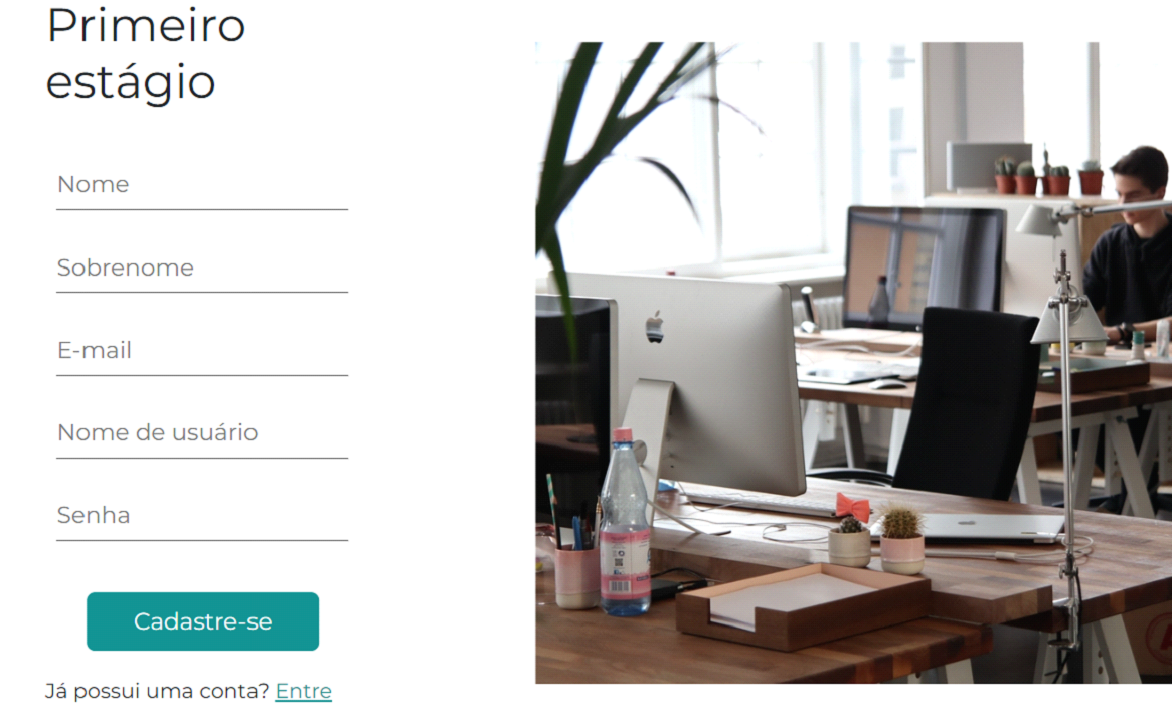 Primeiro
estágio
Nome
Sobrenome
E-mail
Nome de usuário
Senha
Cadastre-se
Já possui uma conta? Entre